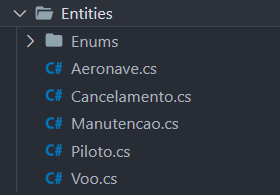 Entities
Enums
C# Aeronave.cs
C# Cancelamento.cs
C# Manutencao.cs
C# Piloto.cs
C# Voo.cs